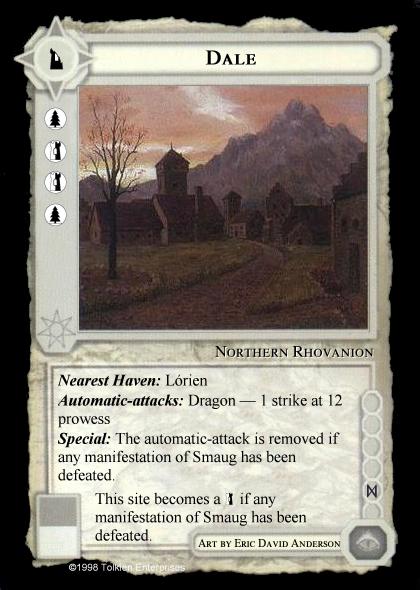 DALE
NORTHERN RHOVANION
Nearest Haven: Lórien
Automatic-attacks: Dragon — 1 strike at 12
prowess
Special: The automatic-attack is removed if
any manifestation of Smaug has been
defeated.
This site becomes a if any
manifestation of Smaug has been
defeated.
ART BY ERIC DAVID ANDERSON
©1998 Tolkien Enterprises